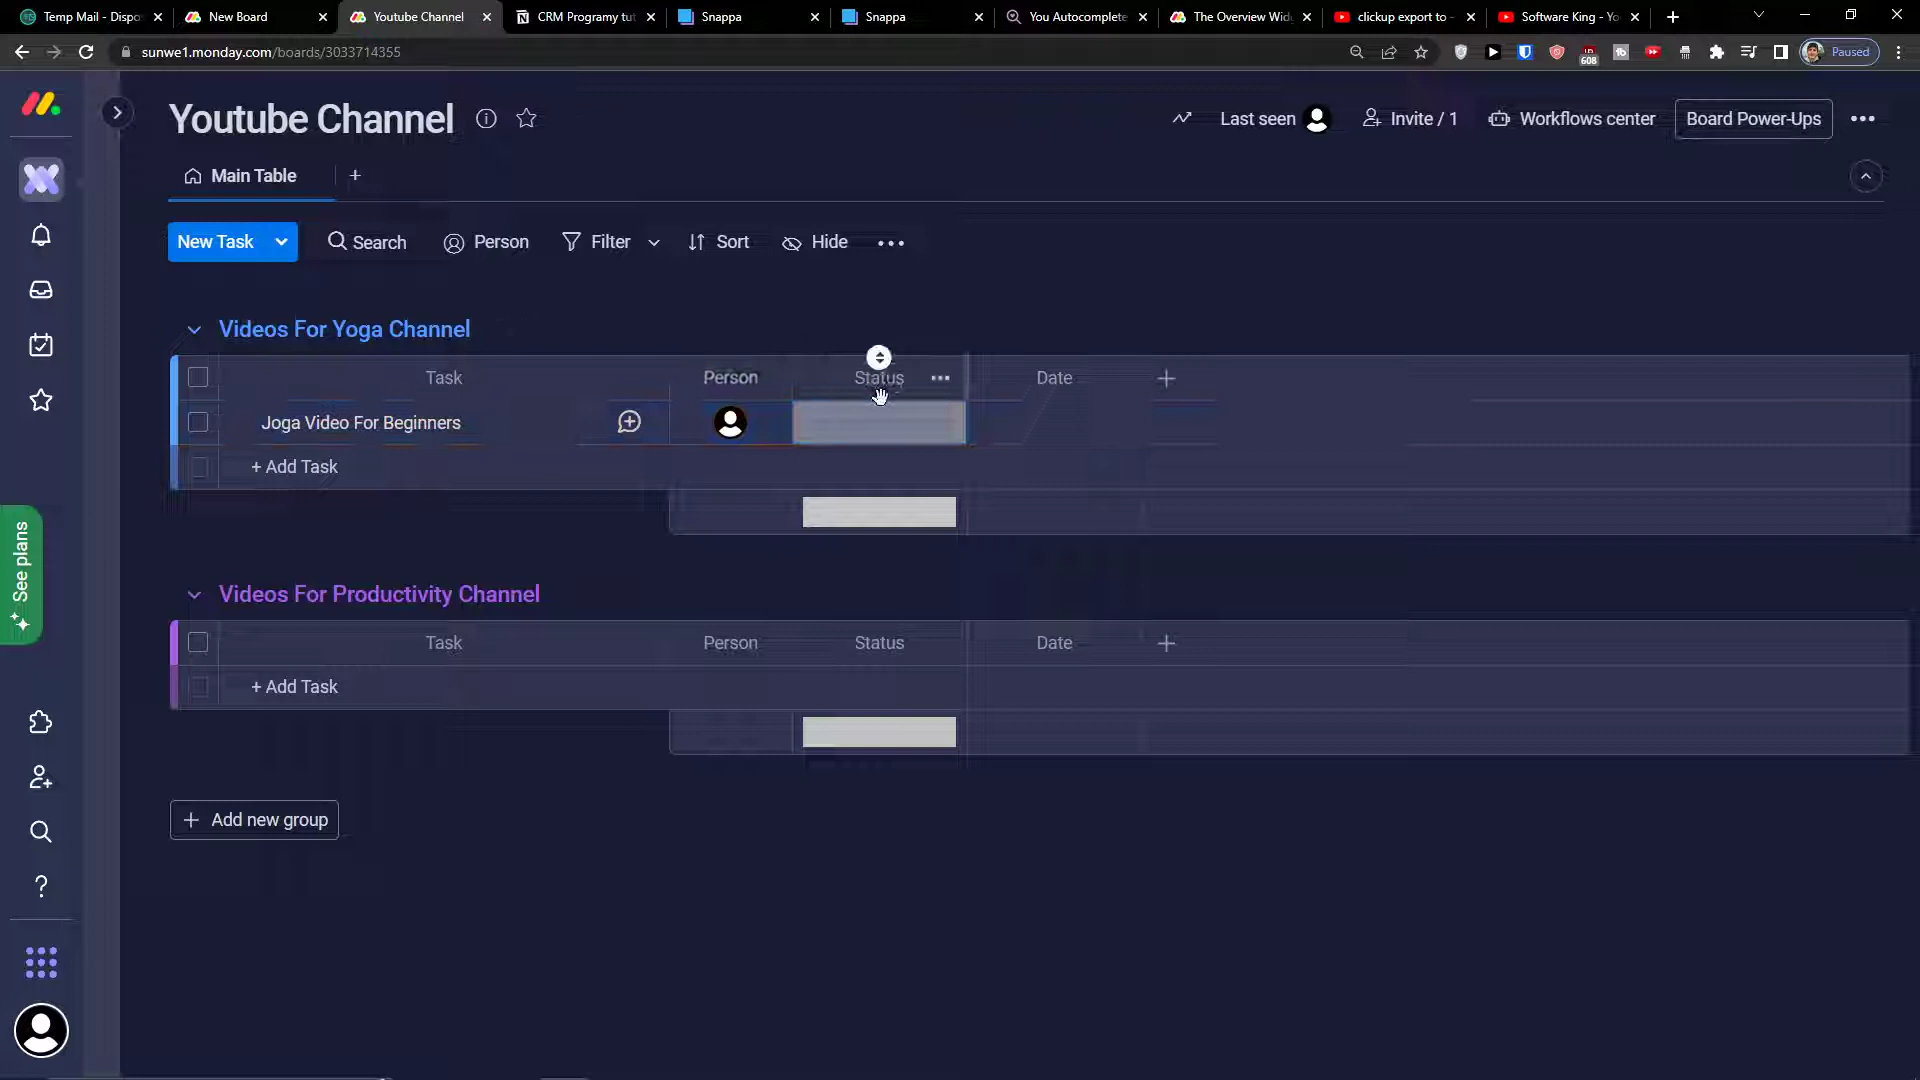 Temp Mail - Dispo
New Board
Youtube Channel
CRM Programy tu
Snappa
Snappa
You Autocomplete
The Overview Wid
clickup export to -
Software King - Yo
sunwe1.monday.com/boards/3033714355
608
Paused
Youtube Channel
Last seen
Invite / 1
Workflows center
Board Power-Ups
Main Table
New Task
Search
Person
Filter
Sort
Hide
Videos For Yoga Channel
Task
Person
Status
Date
Joga Video For Beginners
+ Add Task
See plans
Videos For Productivity Channel
Task
Person
Status
Date
+ Add Task
Add new group